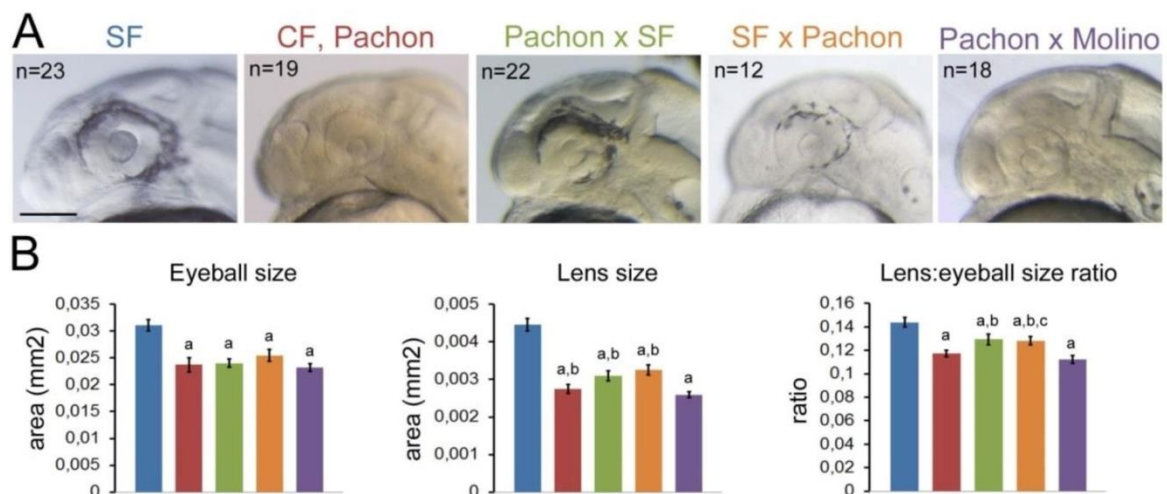 A
SF
CF, Pachon
Pachon x SF
SF x Pachon
Pachon x Molino
n=23
n=19
n=22
n=12
n=18
B
Eyeball size
area (mm2)
0,035
0,03
0,025
0,02
0,015
0,01
0,005
0
a
a
a
a
Lens size
area (mm2)
0,005
0,004
0,003
0,002
0,001
0
a,b
a,b
a,b
a
Lens:eyeball size ratio
ratio
0,16
0,14
0,12
0,1
0,08
0,06
0,04
0,02
0
a
a,b
a,b,c
a